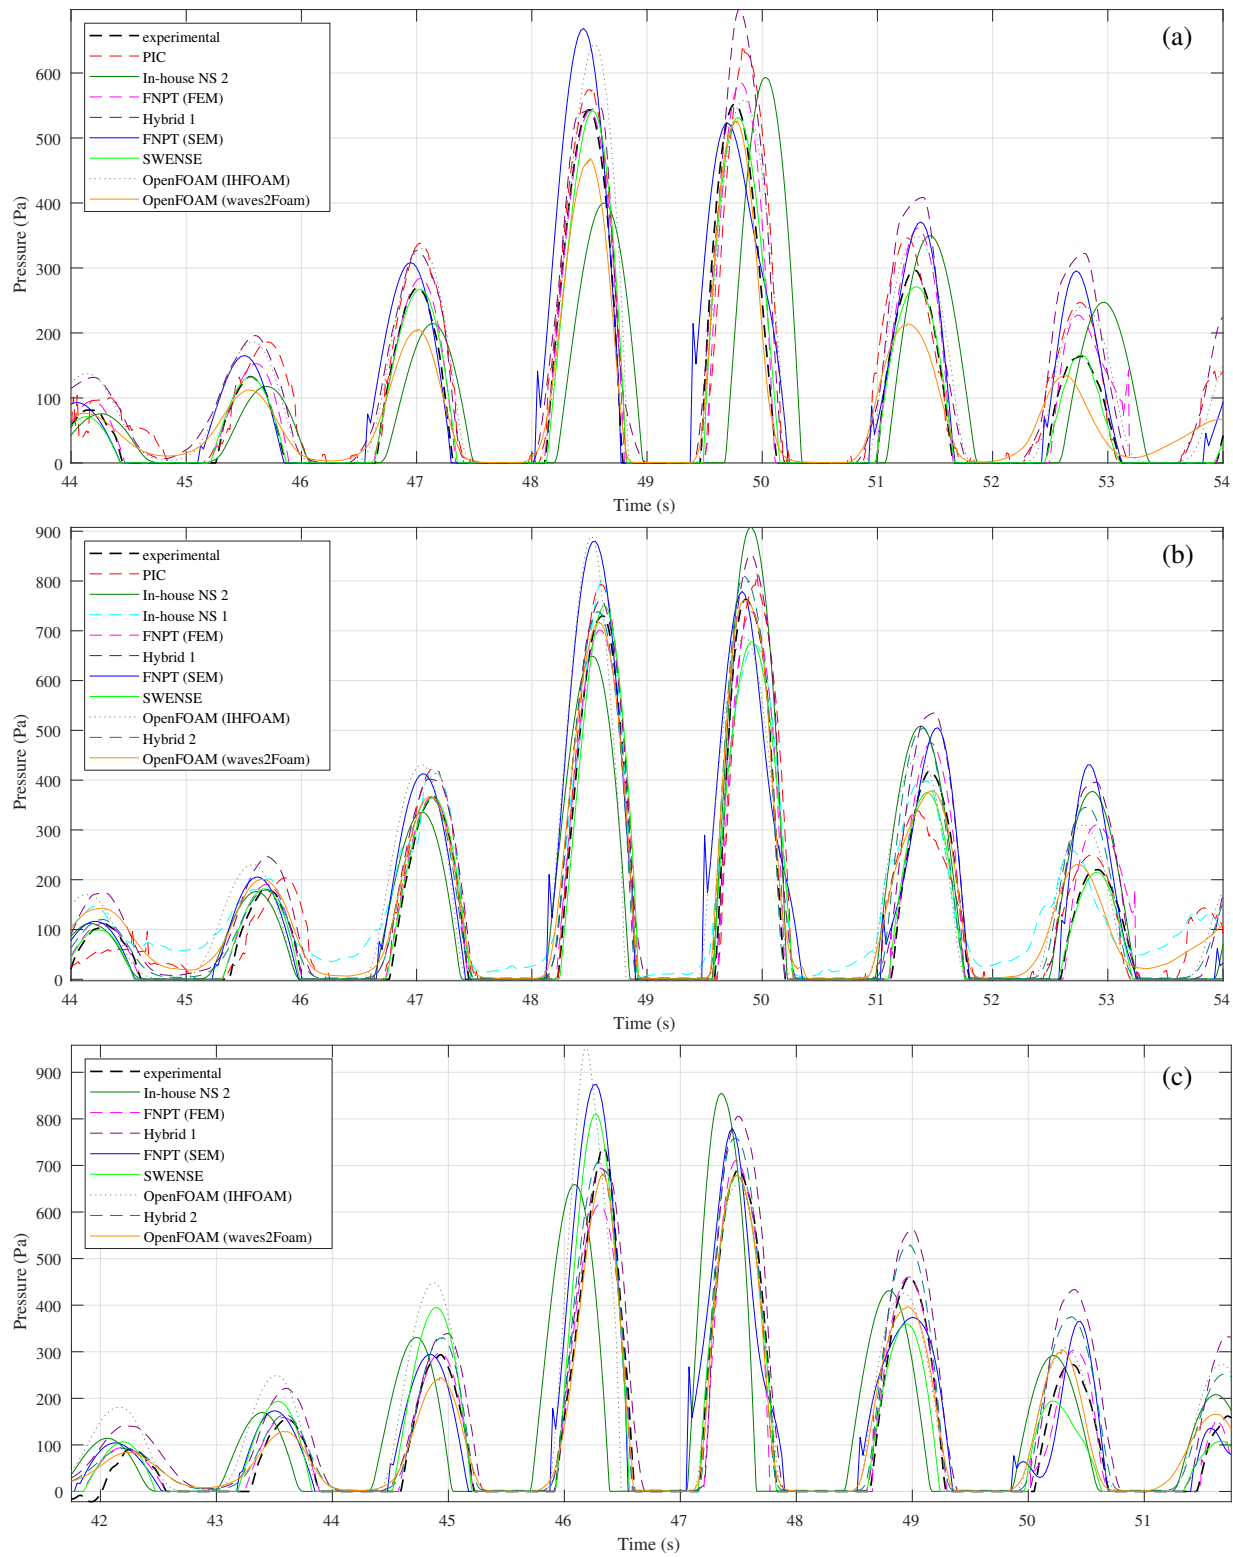 (a)
experimental
PIC
In-house NS 2
FNPT (FEM)
Hybrid 1
FNPT (SEM)
SWENSE
OpenFOAM (IHFOAM)
OpenFOAM (waves2Foam)
Pressure (Pa)
600
500
400
300
200
100
0
44 45 46 47 48 49 50 51 52 53 54
Time (s)
(b)
experimental
PIC
In-house NS 2
In-house NS 1
FNPT (FEM)
Hybrid 1
FNPT (SEM)
SWENSE
OpenFOAM (IHFOAM)
Hybrid 2
OpenFOAM (waves2Foam)
Pressure (Pa)
900
800
700
600
500
400
300
200
100
0
44 45 46 47 48 49 50 51 52 53 54
Time (s)
(c)
experimental
In-house NS 2
FNPT (FEM)
Hybrid 1
FNPT (SEM)
SWENSE
OpenFOAM (IHFOAM)
Hybrid 2
OpenFOAM (waves2Foam)
Pressure (Pa)
900
800
700
600
500
400
300
200
100
0
42 43 44 45 46 47 48 49 50 51
Time (s)